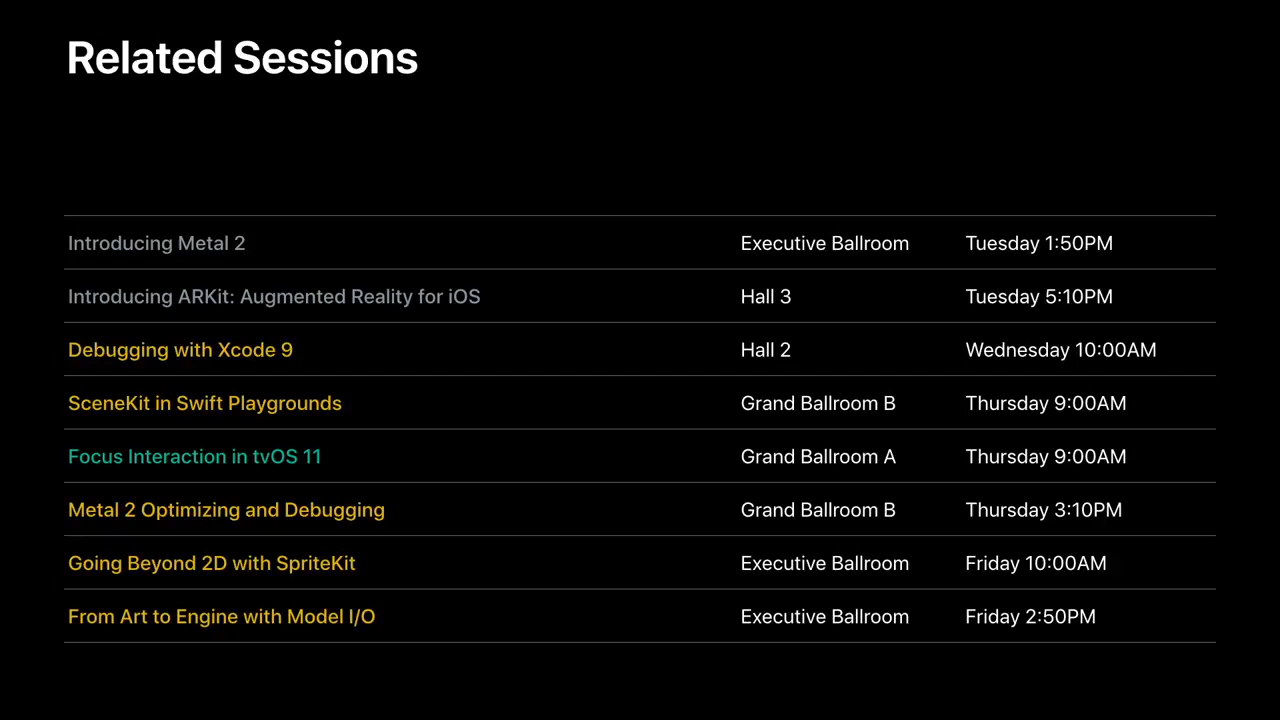 Related Sessions
Introducing Metal 2 Executive Ballroom Tuesday 1:50PM
Introducing ARKit: Augmented Reality for iOS Hall 3 Tuesday 5:10PM
Debugging with Xcode 9 Hall 2 Wednesday 10:00AM
SceneKit in Swift Playgrounds Grand Ballroom B Thursday 9:00AM
Focus Interaction in tvOS 11 Grand Ballroom A Thursday 9:00AM
Metal 2 Optimizing and Debugging Grand Ballroom B Thursday 3:10PM
Going Beyond 2D with SpriteKit Executive Ballroom Friday 10:00AM
From Art to Engine with Model I/O Executive Ballroom Friday 2:50PM